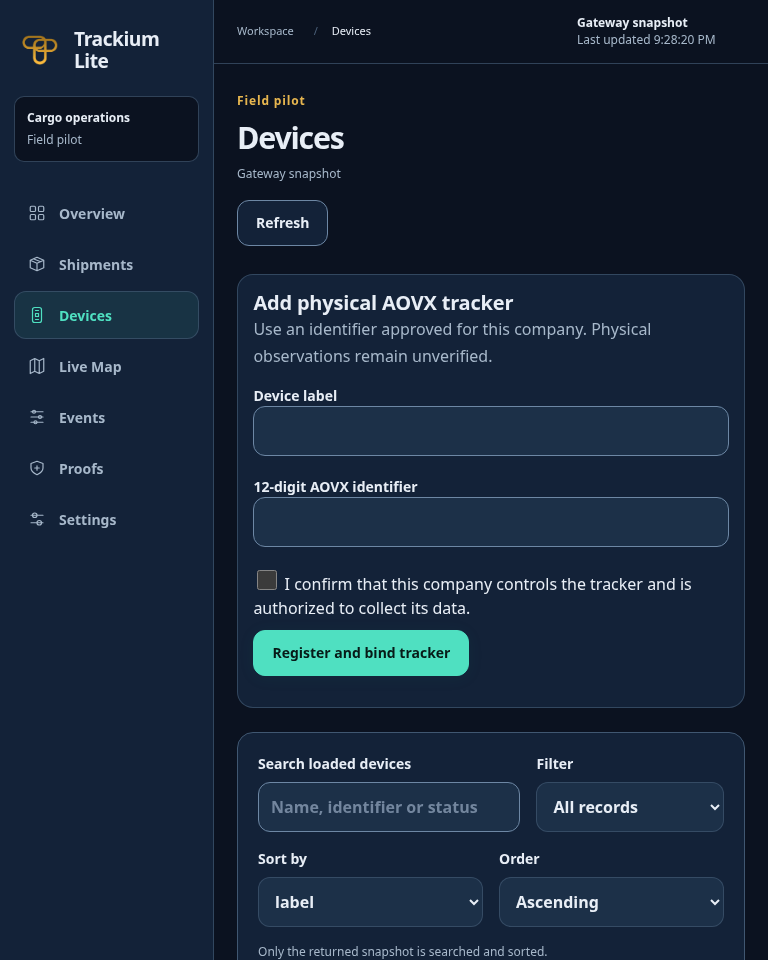 Trackium
Lite
Cargo operations
Field pilot
Overview
Shipments
Devices
Live Map
Events
Proofs
Settings
Workspace / Devices
Gateway snapshot
Last updated 9:28:20 PM
Field pilot
Devices
Gateway snapshot
Refresh
Add physical AOVX tracker
Use an identifier approved for this company. Physical
observations remain unverified.
Device label
12-digit AOVX identifier
I confirm that this company controls the tracker and is
authorized to collect its data.
Register and bind tracker
Search loaded devices
Name, identifier or status
Filter
All records
Sort by
label
Order
Ascending
Only the returned snapshot is searched and sorted.